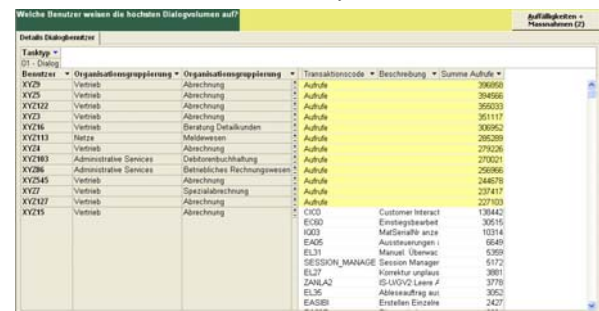 Welche Benutzer weisen die höchsten Dialogvolumen auf?
Auffälligkeiten + Massnahmen (2)
Details Dialogbenutzer
Tasktyp
01 - Dialog
Benutzer Organisationsgruppierung Organisationsgruppierung Transaktionscode Beschreibung Summe Aufrufe
XYZ9 Vertrieb Abrechnung Aufrufe 396858
XYZ5 Vertrieb Abrechnung Aufrufe 394566
XYZ122 Vertrieb Abrechnung Aufrufe 356033
XYZ3 Vertrieb Abrechnung Aufrufe 351117
XYZ16 Vertrieb Beratung Detailkunden Aufrufe 306952
XYZ113 Netze Meldewesen Aufrufe 285289
XYZ4 Vertrieb Abrechnung Aufrufe 279226
XYZ103 Administrative Services Debitorenbuchhaltung Aufrufe 270021
XYZ86 Administrative Services Betriebliches Rechnungswesen Aufrufe 256966
XYZ545 Vertrieb Abrechnung Aufrufe 244678
XYZ7 Vertrieb Spezialabrechnung Aufrufe 237417
XYZ127 Vertrieb Abrechnung Aufrufe 227103
XYZ15 Vertrieb Abrechnung CIC0 Customer Interact 138442
EC60 Einstiegsbearbeit 30515
IQ03 MatSerialNr anze 10314
EA05 Aussteuerungen 6649
EL31 Manuel. Überwac 5359
SESSION_MANAGE Session Manager 5172
EL27 Korrektur unplaus 3881
ZANLA2 IS-U/GV2 Leere A 3778
EL35 Ableseauftrag aus 3052
EASIBI Erstellen Einzelre 2427